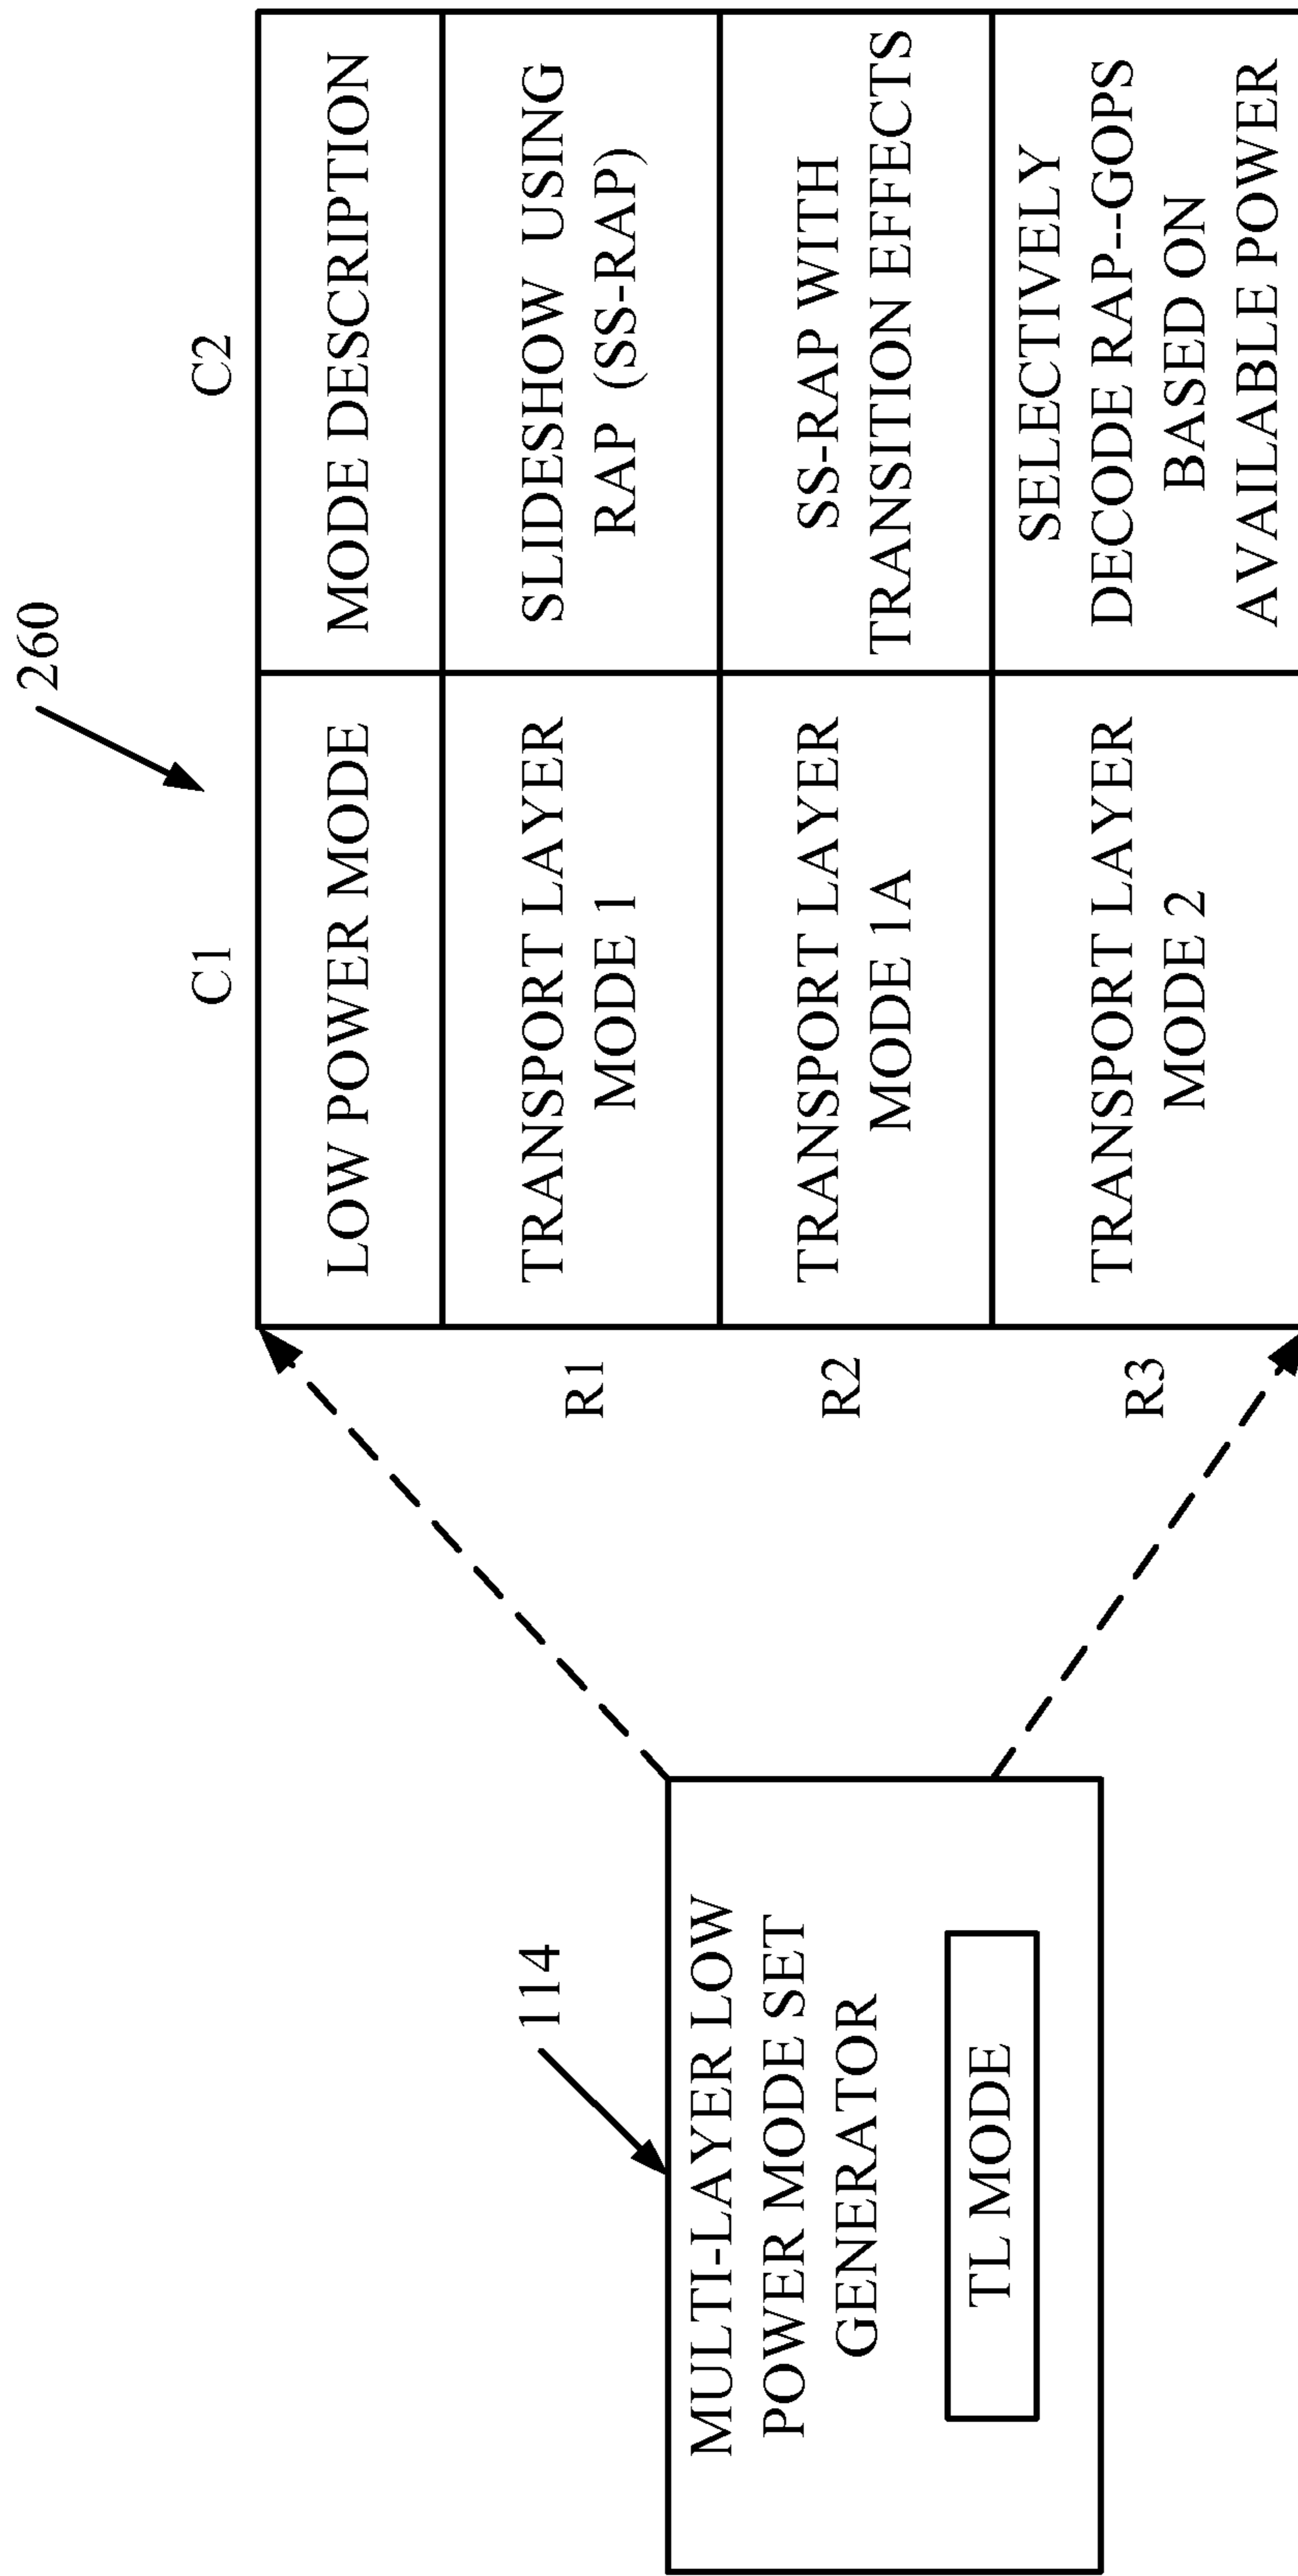 260
C1
C2
LOW POWER MODE
MODE DESCRIPTION
R1
TRANSPORT LAYER
MODE 1
SLIDESHOW USING
RAP (SS-RAP)
R2
TRANSPORT LAYER
MODE 1A
SS-RAP WITH
TRANSITION EFFECTS
R3
TRANSPORT LAYER
MODE 2
SELECTIVELY
DECODE RAP--GOPS
BASED ON
AVAILABLE POWER
114
MULTI-LAYER LOW
POWER MODE SET
GENERATOR
TL MODE